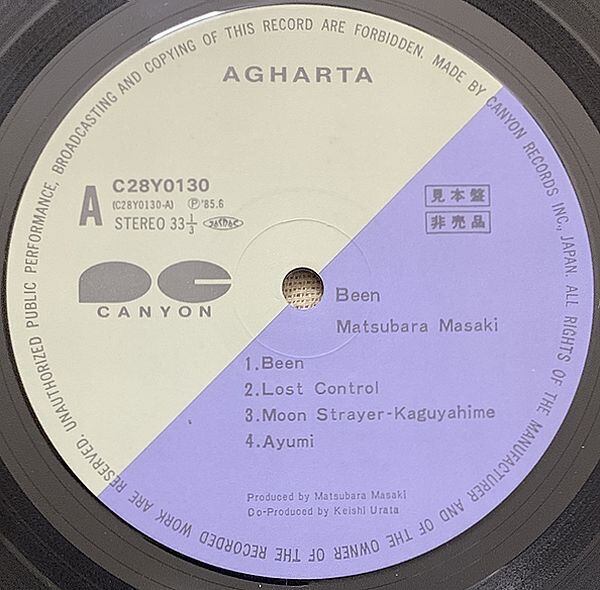 AGHARTA
A
C28Y0130
(C28Y0130-A) Ⓟ'85.6
STEREO 33 1/3 JASRAC
CANYON
見本盤
非売品
Been
Matsubara Masaki
1.Been
2.Lost Control
3.Moon Strayer-Kaguyahime
4.Ayumi
Produced by Matsubara Masaki
Co-Produced by Keishi Urata
MADE BY CANYON RECORDS INC., JAPAN. ALL RIGHTS OF THE MANUFACTURER AND OF THE OWNER OF THE RECORDED WORK ARE RESERVED. UNAUTHORIZED PUBLIC PERFORMANCE, BROADCASTING AND COPYING OF THIS RECORD ARE FORBIDDEN.